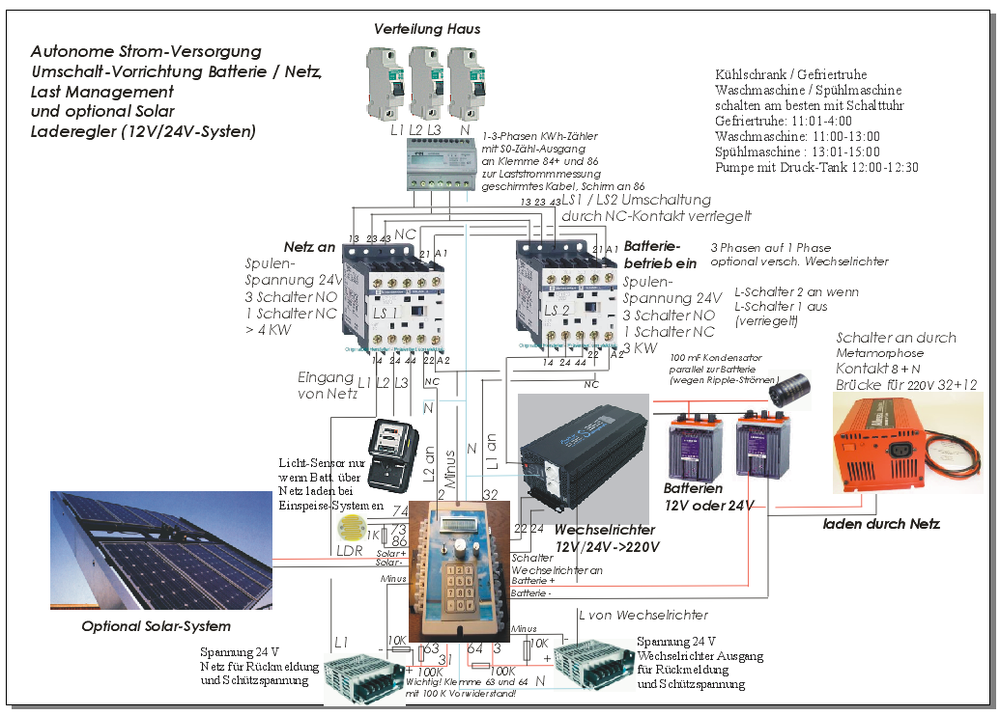 Verteilung Haus
Autonome Strom-Versorgung
Umschalt-Vorrichtung Batterie / Netz,
Last Management
und optional Solar
Laderegler (12V/24V-Systen)
L1 L2 L3 N
Kühlschrank / Gefriertruhe
Waschmaschine / Spühlmaschine
schalten am besten mit Schalttuhr
Gefriertruhe: 11:01-4:00
Waschmaschine: 11:00-13:00
Spühlmaschine : 13:01-15:00
Pumpe mit Druck-Tank 12:00-12:30
1-3-Phasen KWh-Zähler
mit S0-Zähl-Ausgang
an Klemme 84+ und 86
zur Laststrommmessung
geschirmtes Kabel, Schirm an 86
13 23 43
LS1 / LS2 Umschaltung
durch NC-Kontakt verriegelt
13 23 43 NC
21 A1
21 A1
Netz an
Spulen-
Spannung 24V
3 Schalter NO
1 Schalter NC
> 4 KW
LS 1
14 24 44 22 A2
NC
Batterie-
betrieb ein
Spulen-
Spannung 24V
3 Schalter NO
1 Schalter NC
3 KW
LS 2
14 24 44 22 A2
NC
3 Phasen auf 1 Phase
optional versch. Wechselrichter
L-Schalter 2 an wenn
L-Schalter 1 aus
(verriegelt)
Schalter an durch
Metamorphose
Kontakt 8 + N
Brücke für 220V 32+12
100 mF Kondensator
parallel zur Batterie
(wegen Ripple-Strömen)
Eingang
von Netz
L1 L2 L3
N
N
L2 an
Minus
L1 an
Licht-Sensor nur
wenn Batt. über
Netz laden bei
Einspeise-Systemen
Batterien
12V oder 24V
laden durch Netz
2
32
74
73
86
1K
LDR
Solar+
Solar-
Minus
22 24
Wechselrichter
12V/24V->220V
Schalter
Wechselrichter an
Batterie +
Batterie -
1 2 3
4 5 6
7 8 9
Optional Solar-System
L von Wechselrichter
Minus
L1
Spannung 24 V
Netz für Rückmeldung
und Schützspannung
-
10K
63
31
+
100K
64 3
10K
-
+
100K
N
Wichtig! Klemme 63 und 64
mit 100 K Vorwiderstand!
Spannung 24 V
Wechselrichter Ausgang
für Rückmeldung
und Schützspannung